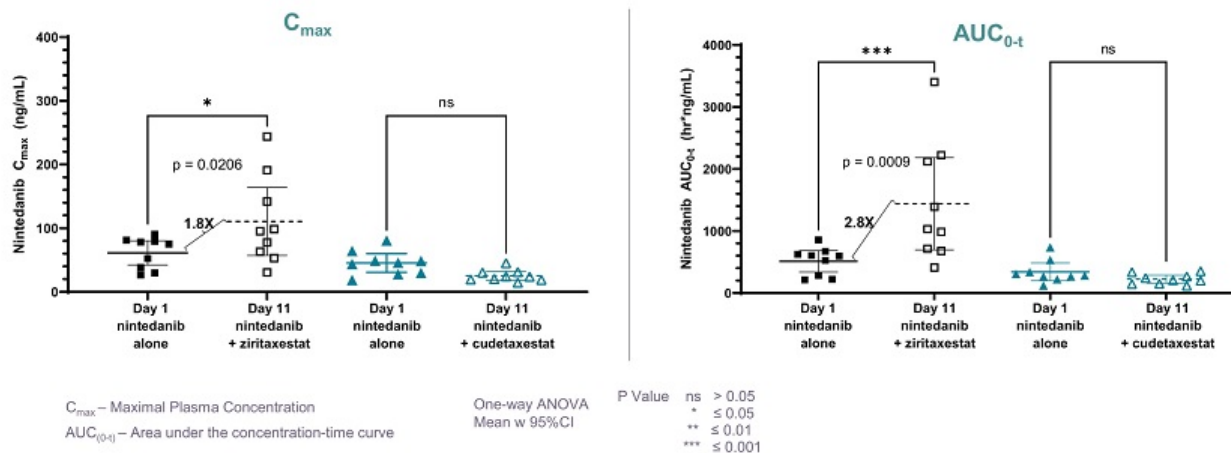 Cmax
400
300
200
100
0
Nintedanib Cmax (ng/mL)
*
ns
p = 0.0206
1.8X
Day 1
nintedanib
alone
Day 11
nintedanib
+ ziritaxestat
Day 1
nintedanib
alone
Day 11
nintedanib
+ cudetaxestat
AUC0-t
4000
3000
2000
1000
0
Nintedanib AUC0-t (hr*ng/mL)
***
ns
p = 0.0009
2.8X
Day 1
nintedanib
alone
Day 11
nintedanib
+ ziritaxestat
Day 1
nintedanib
alone
Day 11
nintedanib
+ cudetaxestat
Cmax – Maximal Plasma Concentration
AUC(0-t) – Area under the concentration-time curve
One-way ANOVA
Mean w 95%CI
P Value ns > 0.05
* ≤ 0.05
** ≤ 0.01
*** ≤ 0.001